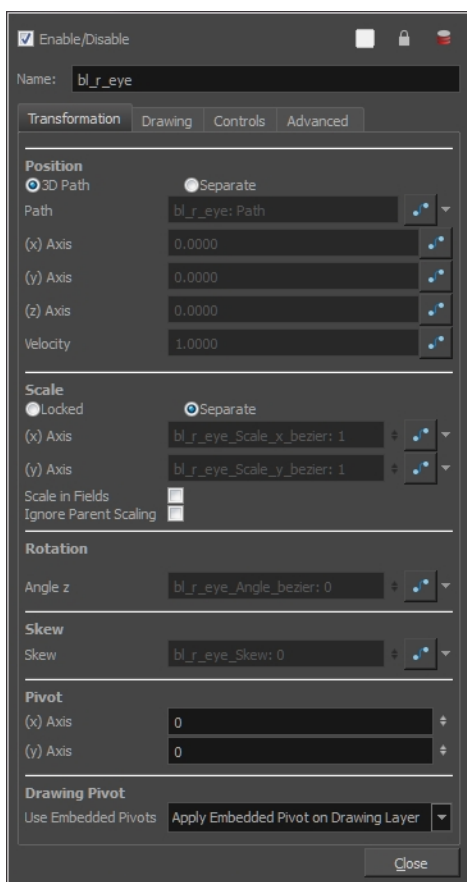 Enable/Disable
Name: bl_r_eye
Transformation Drawing Controls Advanced
Position
3D Path Separate
Path bl_r_eye: Path
(x) Axis 0.0000
(y) Axis 0.0000
(z) Axis 0.0000
Velocity 1.0000
Scale
Locked Separate
(x) Axis bl_r_eye_Scale_x_bezier: 1
(y) Axis bl_r_eye_Scale_y_bezier: 1
Scale in Fields
Ignore Parent Scaling
Rotation
Angle z bl_r_eye_Angle_bezier: 0
Skew
Skew bl_r_eye_Skew: 0
Pivot
(x) Axis 0
(y) Axis 0
Drawing Pivot
Use Embedded Pivots Apply Embedded Pivot on Drawing Layer
Close